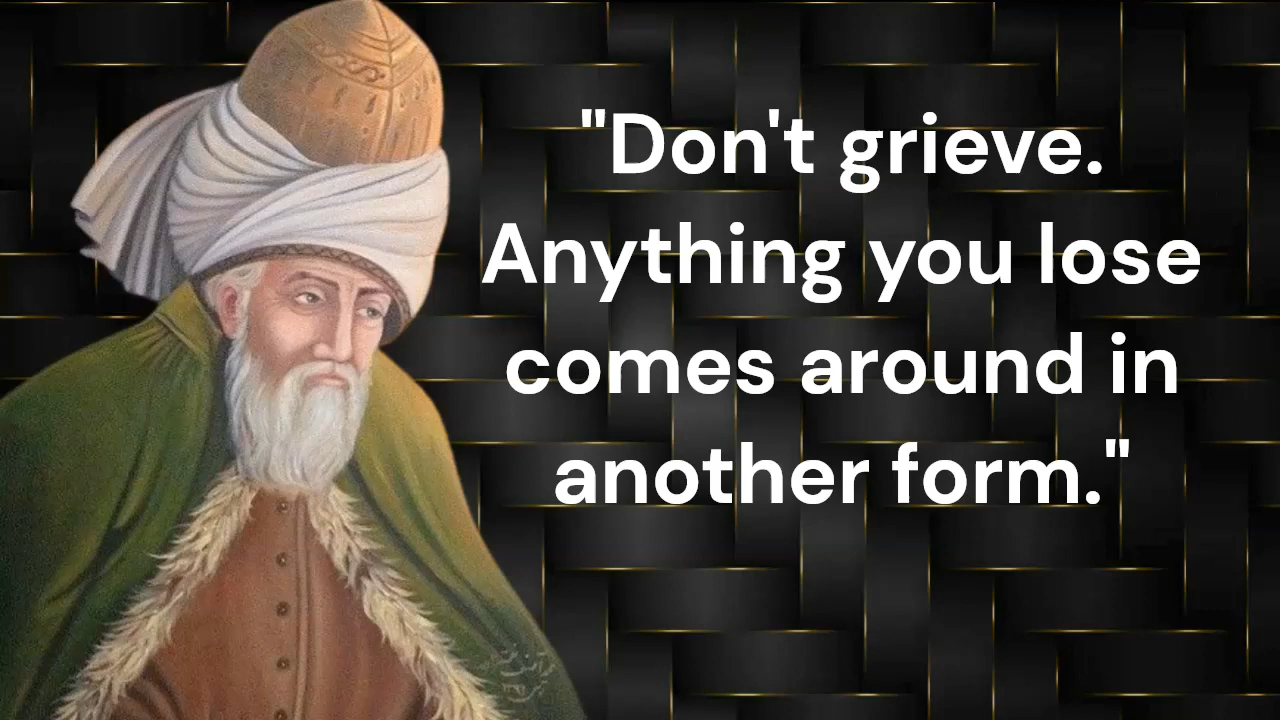 "Don't grieve.
Anything you lose
comes around in
another form."